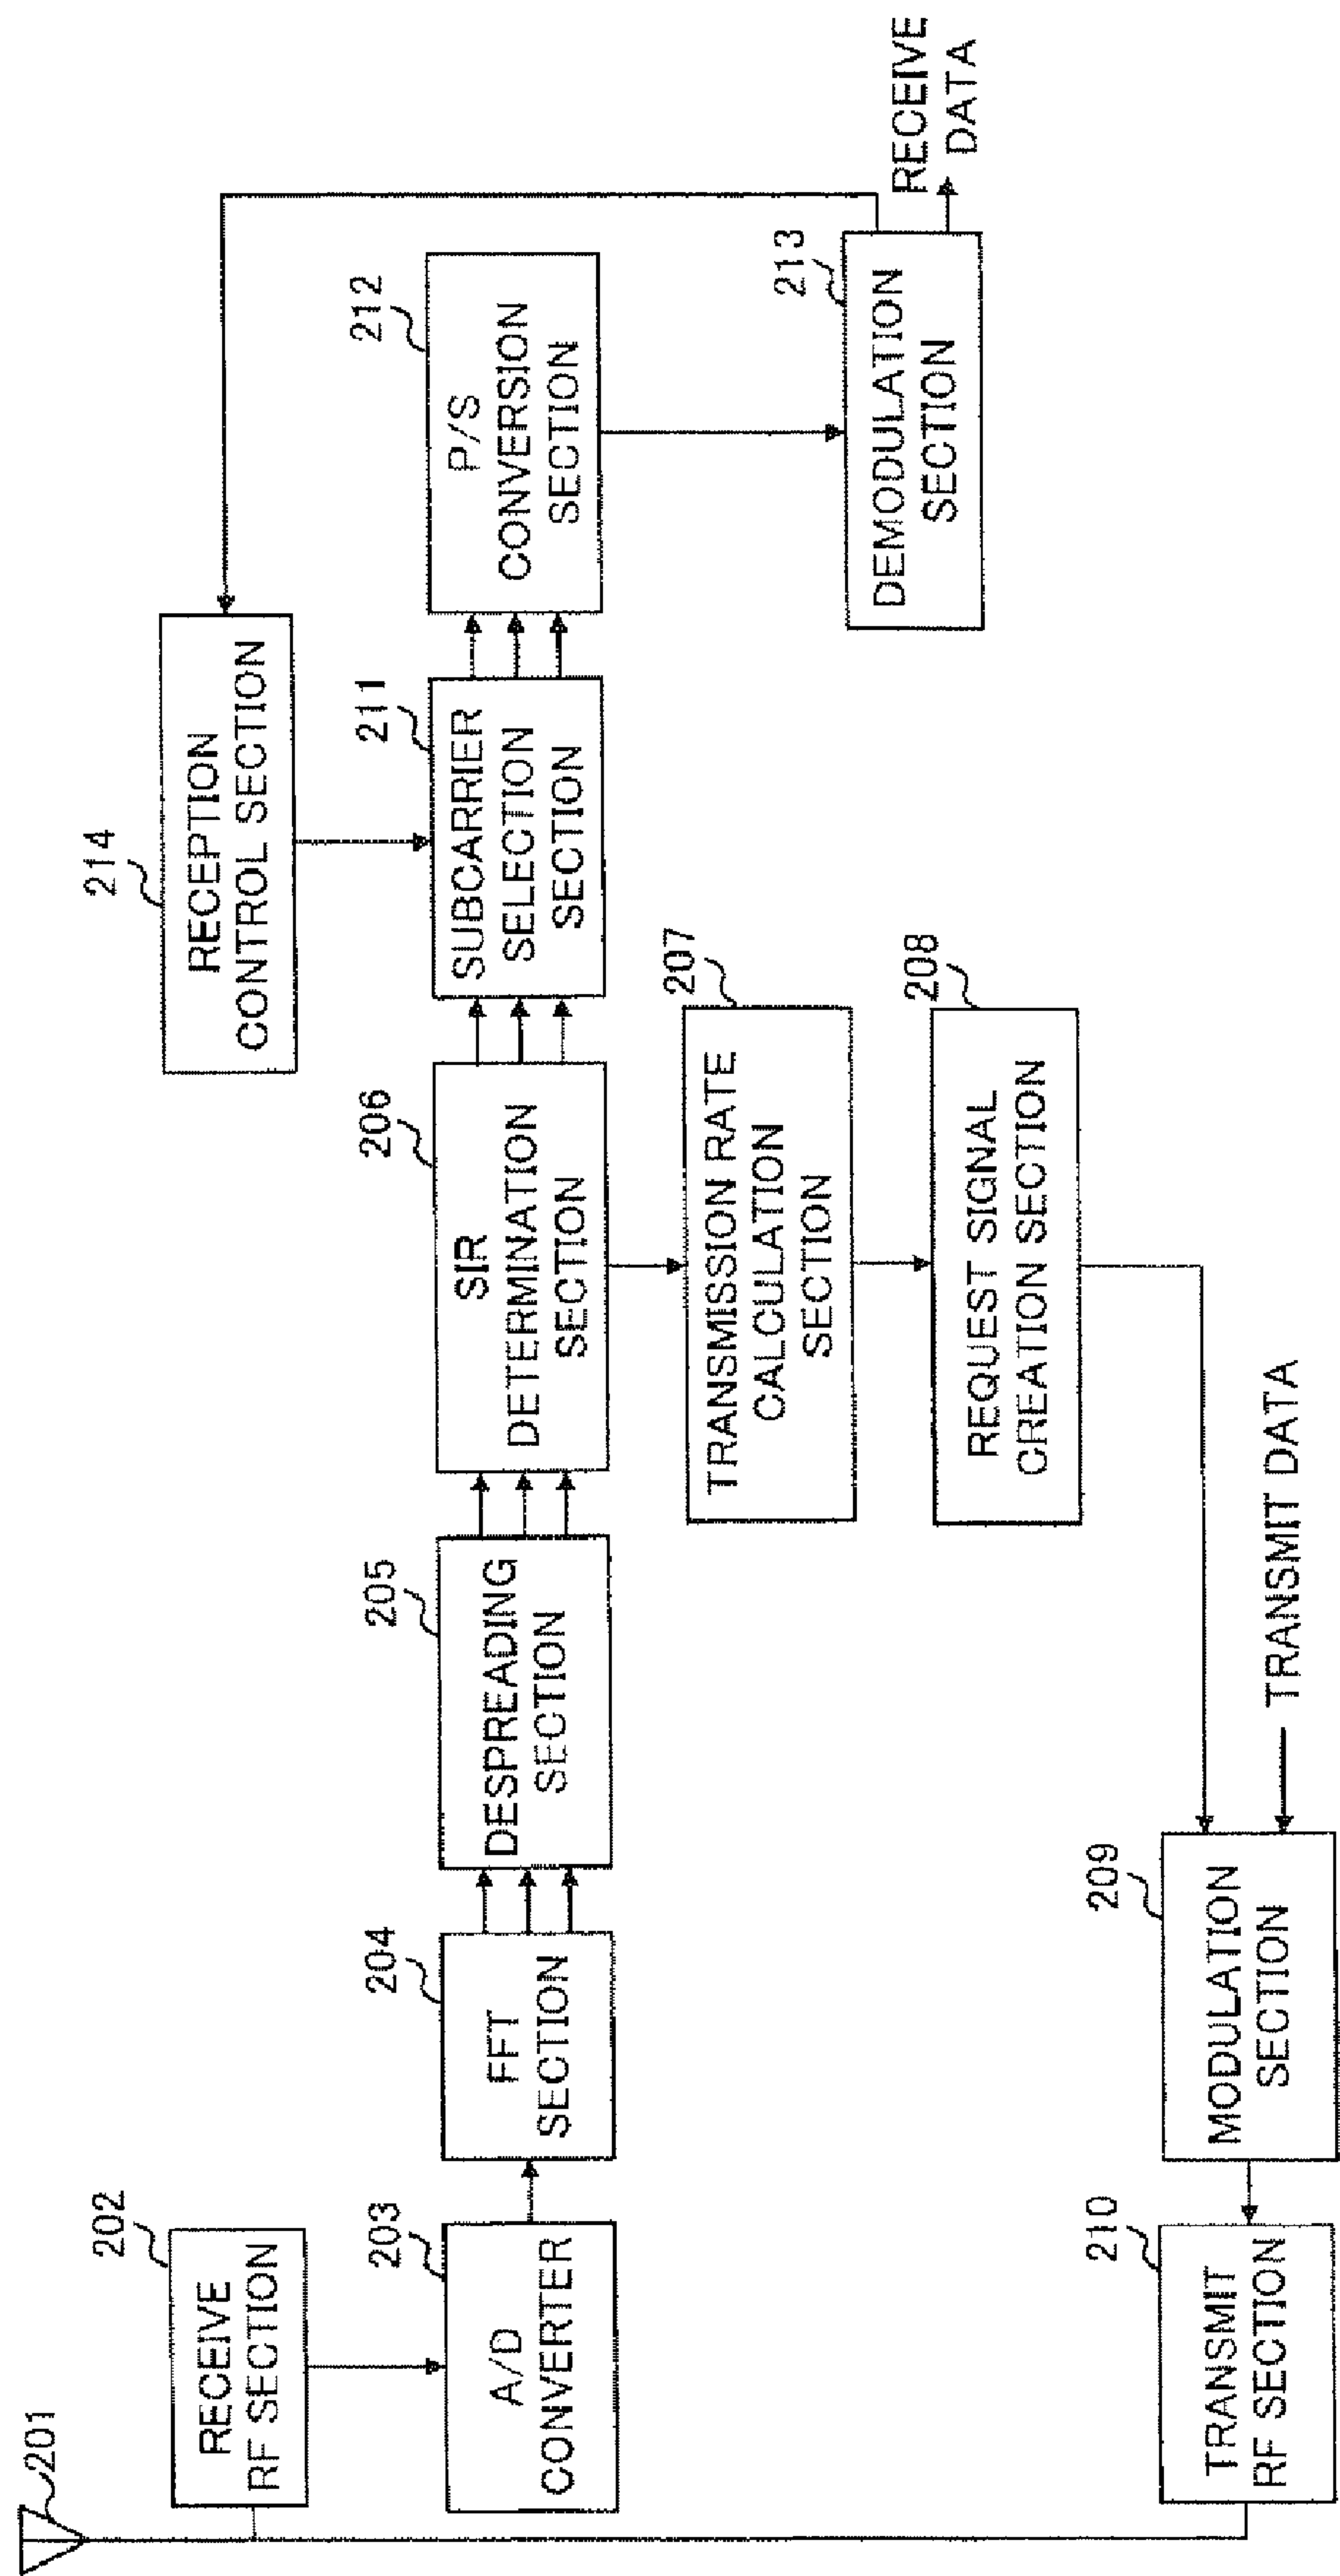 201
202
RECEIVE
RF SECTION
203
A/D
CONVERTER
204
FFT
SECTION
205
DESPREADING
SECTION
206
SIR
DETERMINATION
SECTION
214
RECEPTION
CONTROL SECTION
211
SUBCARRIER
SELECTION
SECTION
212
P/S
CONVERSION
SECTION
213
DEMODULATION
SECTION
RECEIVE
DATA
207
TRANSMISSION RATE
CALCULATION
SECTION
208
REQUEST SIGNAL
CREATION SECTION
210
TRANSMIT
RF SECTION
209
MODULATION
SECTION
TRANSMIT DATA